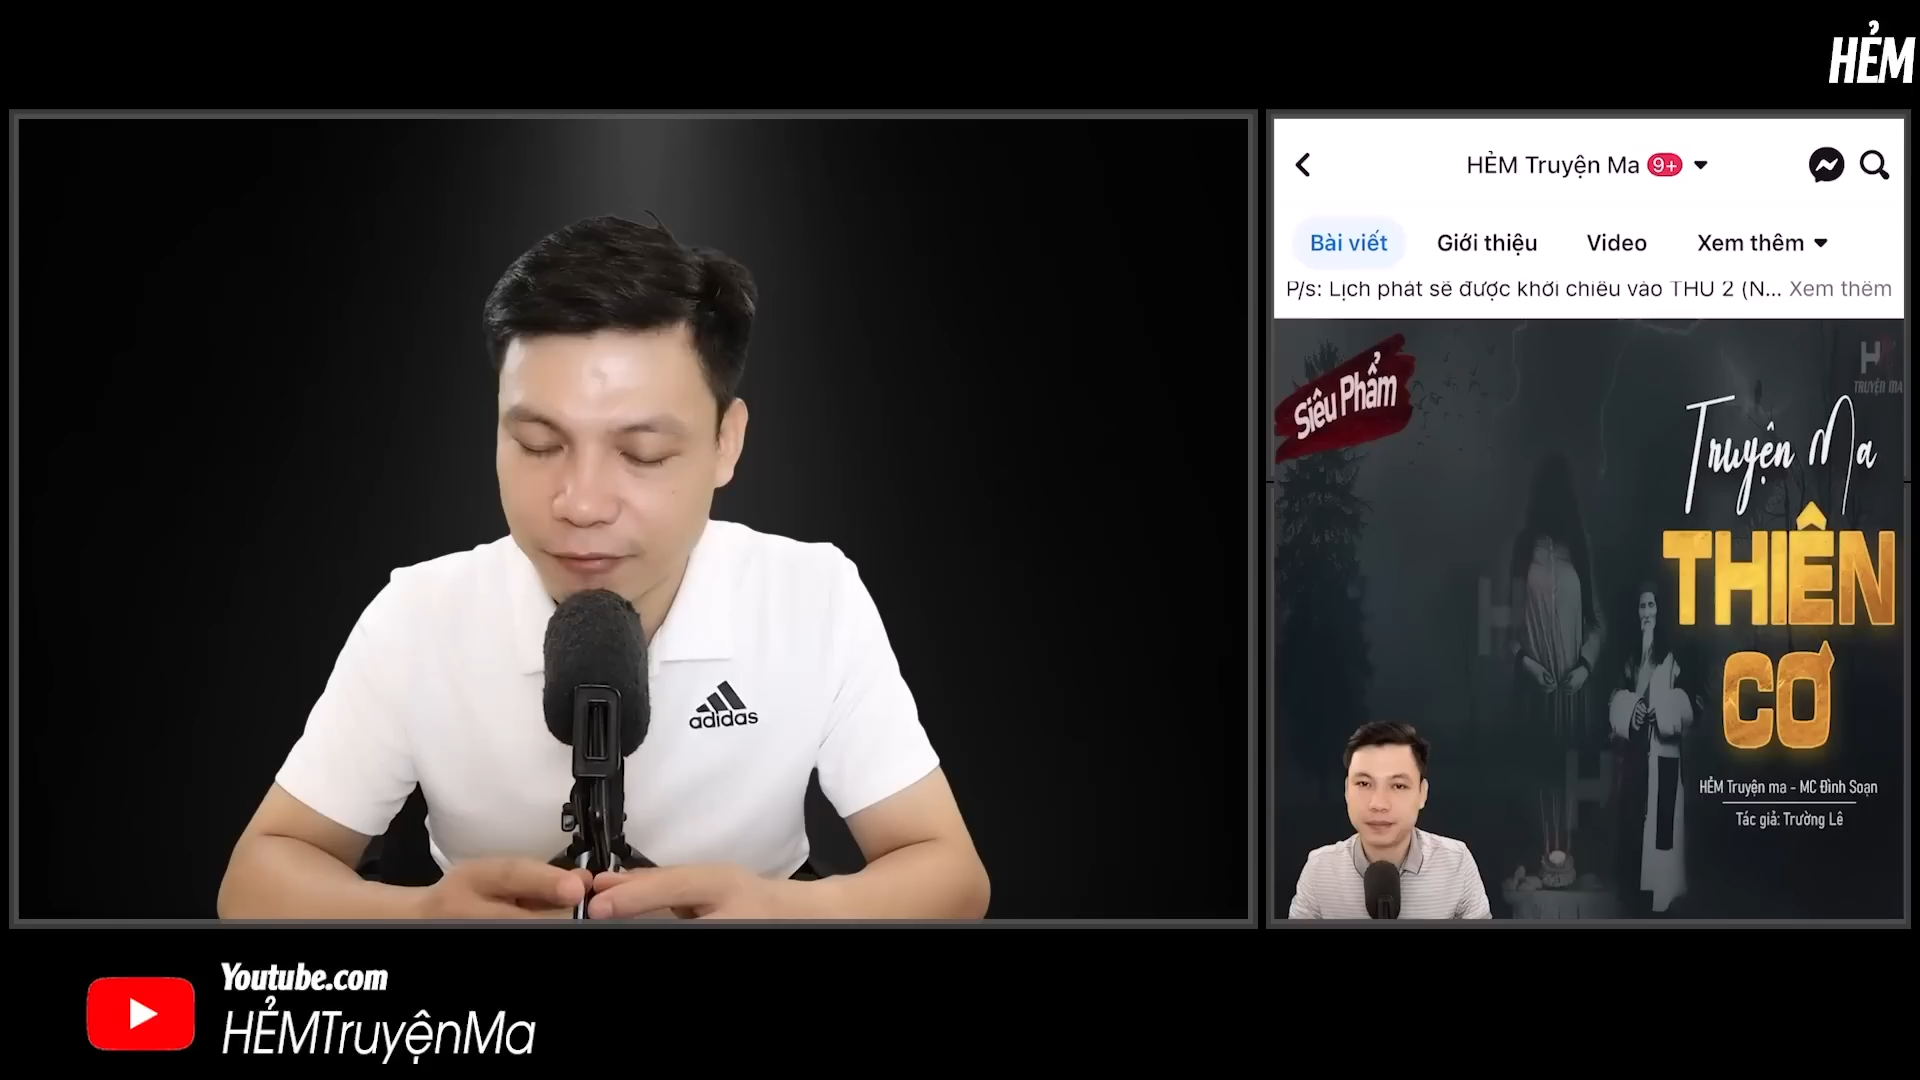 HẺM
HẺM Truyện Ma 9+
Bài viết Giới thiệu Video Xem thêm
P/s: Lịch phát sẽ được khởi chiếu vào THỨ 2 (N... Xem thêm
Siêu Phẩm
H
TRUYỆN MA
Truyện Ma
THIÊN
CƠ
HẺM Truyện ma - MC Đình Soạn
Tác giả: Trường Lê
adidas
Youtube.com
HẺMTruyệnMa